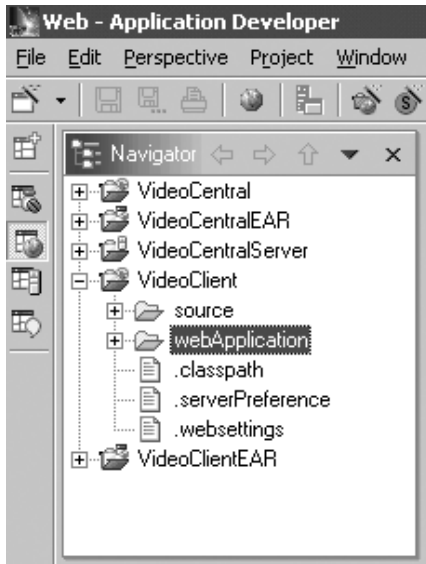 Web - Application Developer
File Edit Perspective Project Window
Navigator
VideoCentral
VideoCentralEAR
VideoCentralServer
VideoClient
source
webApplication
.classpath
.serverPreference
.websettings
VideoClientEAR